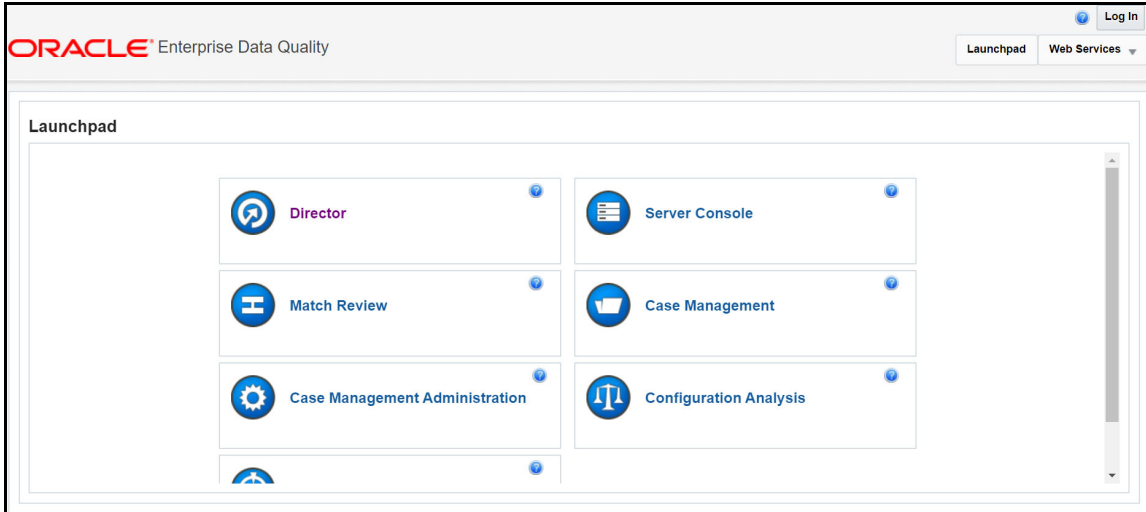 Log In
ORACLE® Enterprise Data Quality
Launchpad Web Services
Launchpad
Director Server Console
Match Review Case Management
Case Management Administration Configuration Analysis